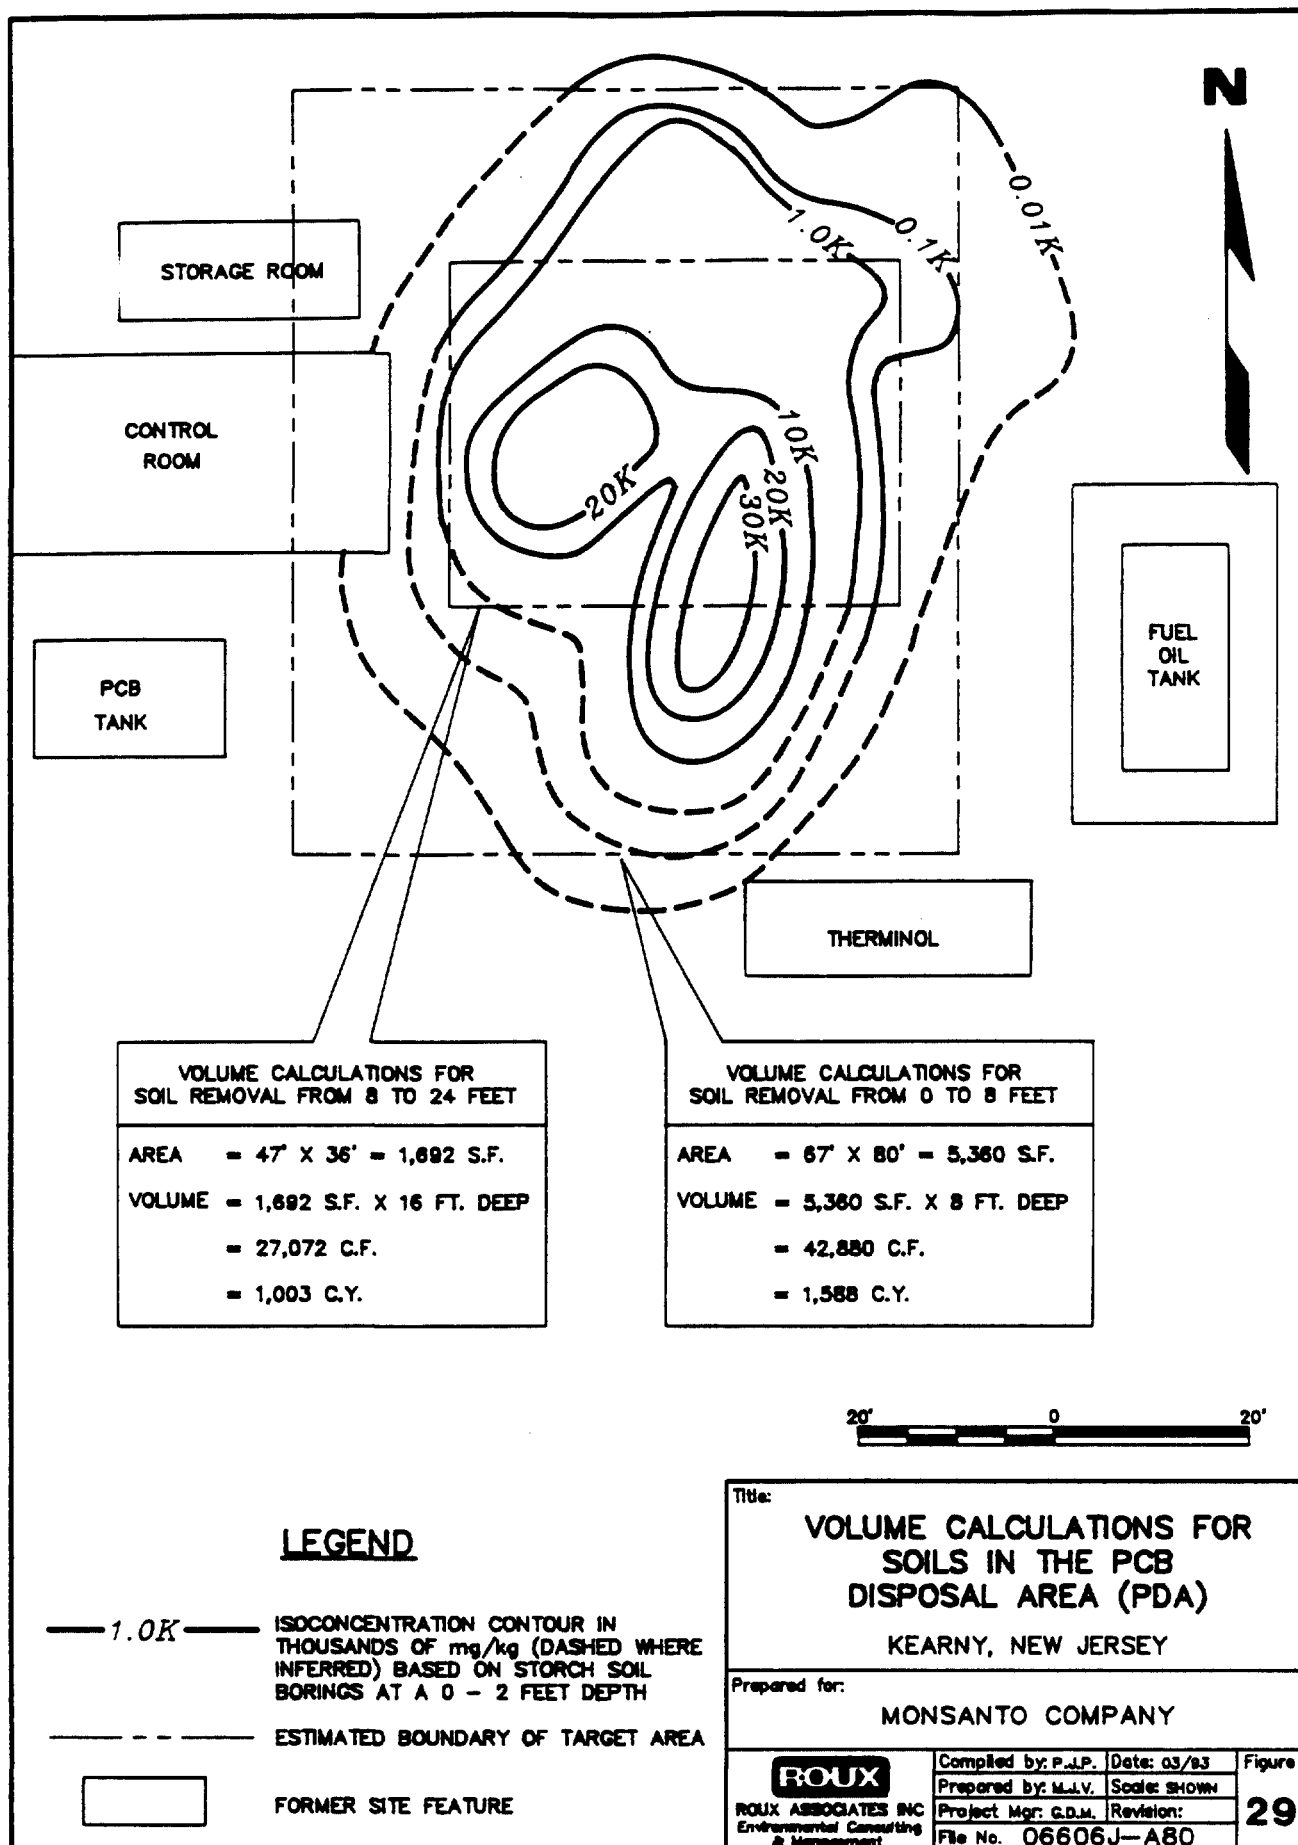 N
0.01K
0.1K
1.0K
STORAGE ROOM
CONTROL
ROOM
10K
20K
20K
30K
PCB
TANK
FUEL
OIL
TANK
THERMINOL
VOLUME CALCULATIONS FOR
SOIL REMOVAL FROM 8 TO 24 FEET
AREA = 47' X 36' = 1,692 S.F.
VOLUME = 1,692 S.F. X 16 FT. DEEP
= 27,072 C.F.
= 1,003 C.Y.
VOLUME CALCULATIONS FOR
SOIL REMOVAL FROM 0 TO 8 FEET
AREA = 67' X 80' = 5,360 S.F.
VOLUME = 5,360 S.F. X 8 FT. DEEP
= 42,880 C.F.
= 1,588 C.Y.
20' 0 20'
LEGEND
1.0K ISOCONCENTRATION CONTOUR IN
THOUSANDS OF mg/kg (DASHED WHERE
INFERRED) BASED ON STORCH SOIL
BORINGS AT A 0 - 2 FEET DEPTH
ESTIMATED BOUNDARY OF TARGET AREA
FORMER SITE FEATURE
Title:
VOLUME CALCULATIONS FOR
SOILS IN THE PCB
DISPOSAL AREA (PDA)
KEARNY, NEW JERSEY
Prepared for:
MONSANTO COMPANY
ROUX
ROUX ASSOCIATES INC
Environmental Consulting
& Management
Compiled by: P.J.P. Date: 03/93
Prepared by: M.J.V. Scale: SHOWN
Project Mgr: G.D.M. Revision:
File No. 06606J-A80
Figure
29